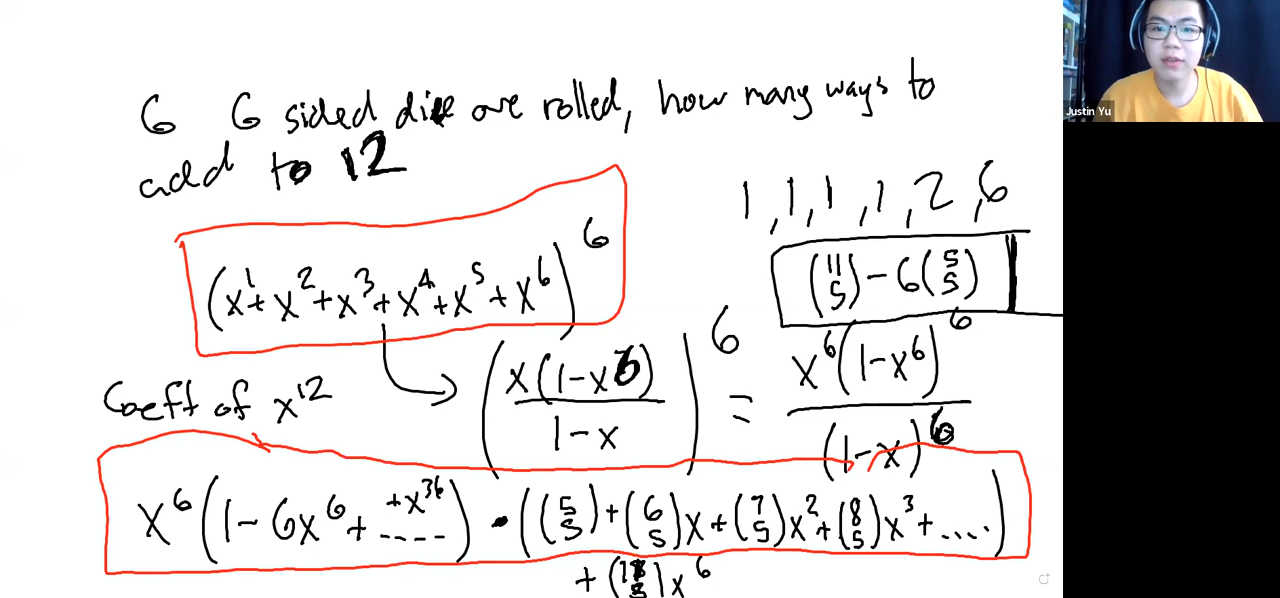 6 6 sided dice are rolled, how many ways to
add to 12
Justin Yu
1, 1, 1, 1, 2, 6
(x^1 + x^2 + x^3 + x^4 + x^5 + x^6)^6
(11 5) - 6(5 5)
Coeff of x^12
(x(1-x^6) / 1-x)^6 = x^6(1-x^6)^6 / (1-x)^6
x^6(1 - 6x^6 + ---- + x^36) · ((5 5) + (6 5)x + (7 5)x^2 + (8 5)x^3 + ....)
+ x^6